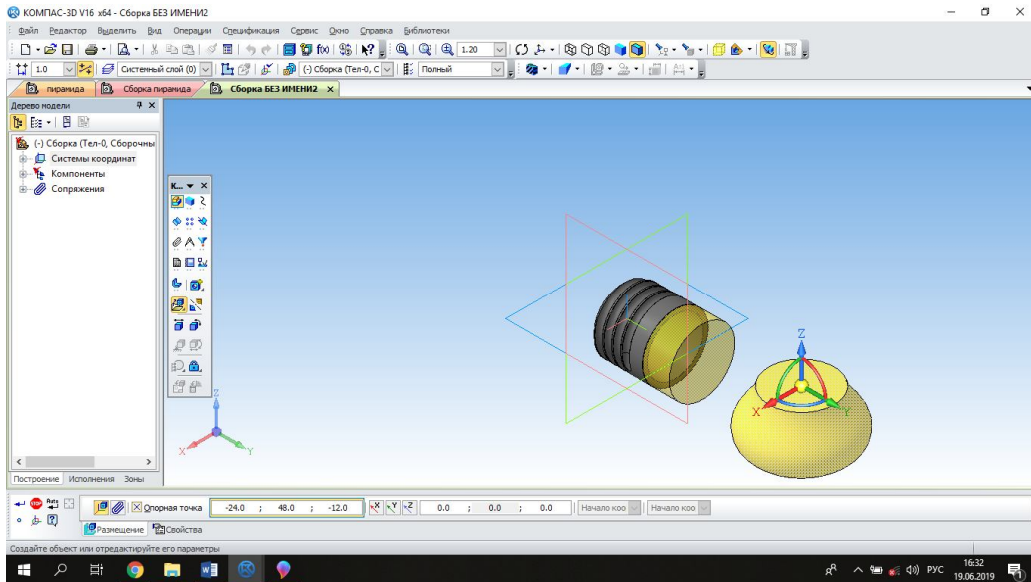 КОМПАС-3D V16 x64 - Сборка БЕЗ ИМЕНИ2
Файл Редактор Выделить Вид Операции Спецификация Сервис Окно Справка Библиотеки
1.20
1.0 Системный слой (0) (-) Сборка (Тел-0, С Полный
пирамида Сборка пирамида Сборка БЕЗ ИМЕНИ2
Дерево модели
(-) Сборка (Тел-0, Сборочны
Системы координат
Компоненты
Сопряжения
К...
Z
X
Y
Z
X
Y
Построение Исполнения Зоны
STOP Auto Опорная точка -24.0 ; 48.0 ; -12.0 X Y Z 0.0 ; 0.0 ; 0.0 Начало коо Начало коо
Размещение Свойства
Создайте объект или отредактируйте его параметры
РУС 16:32
19.06.2019